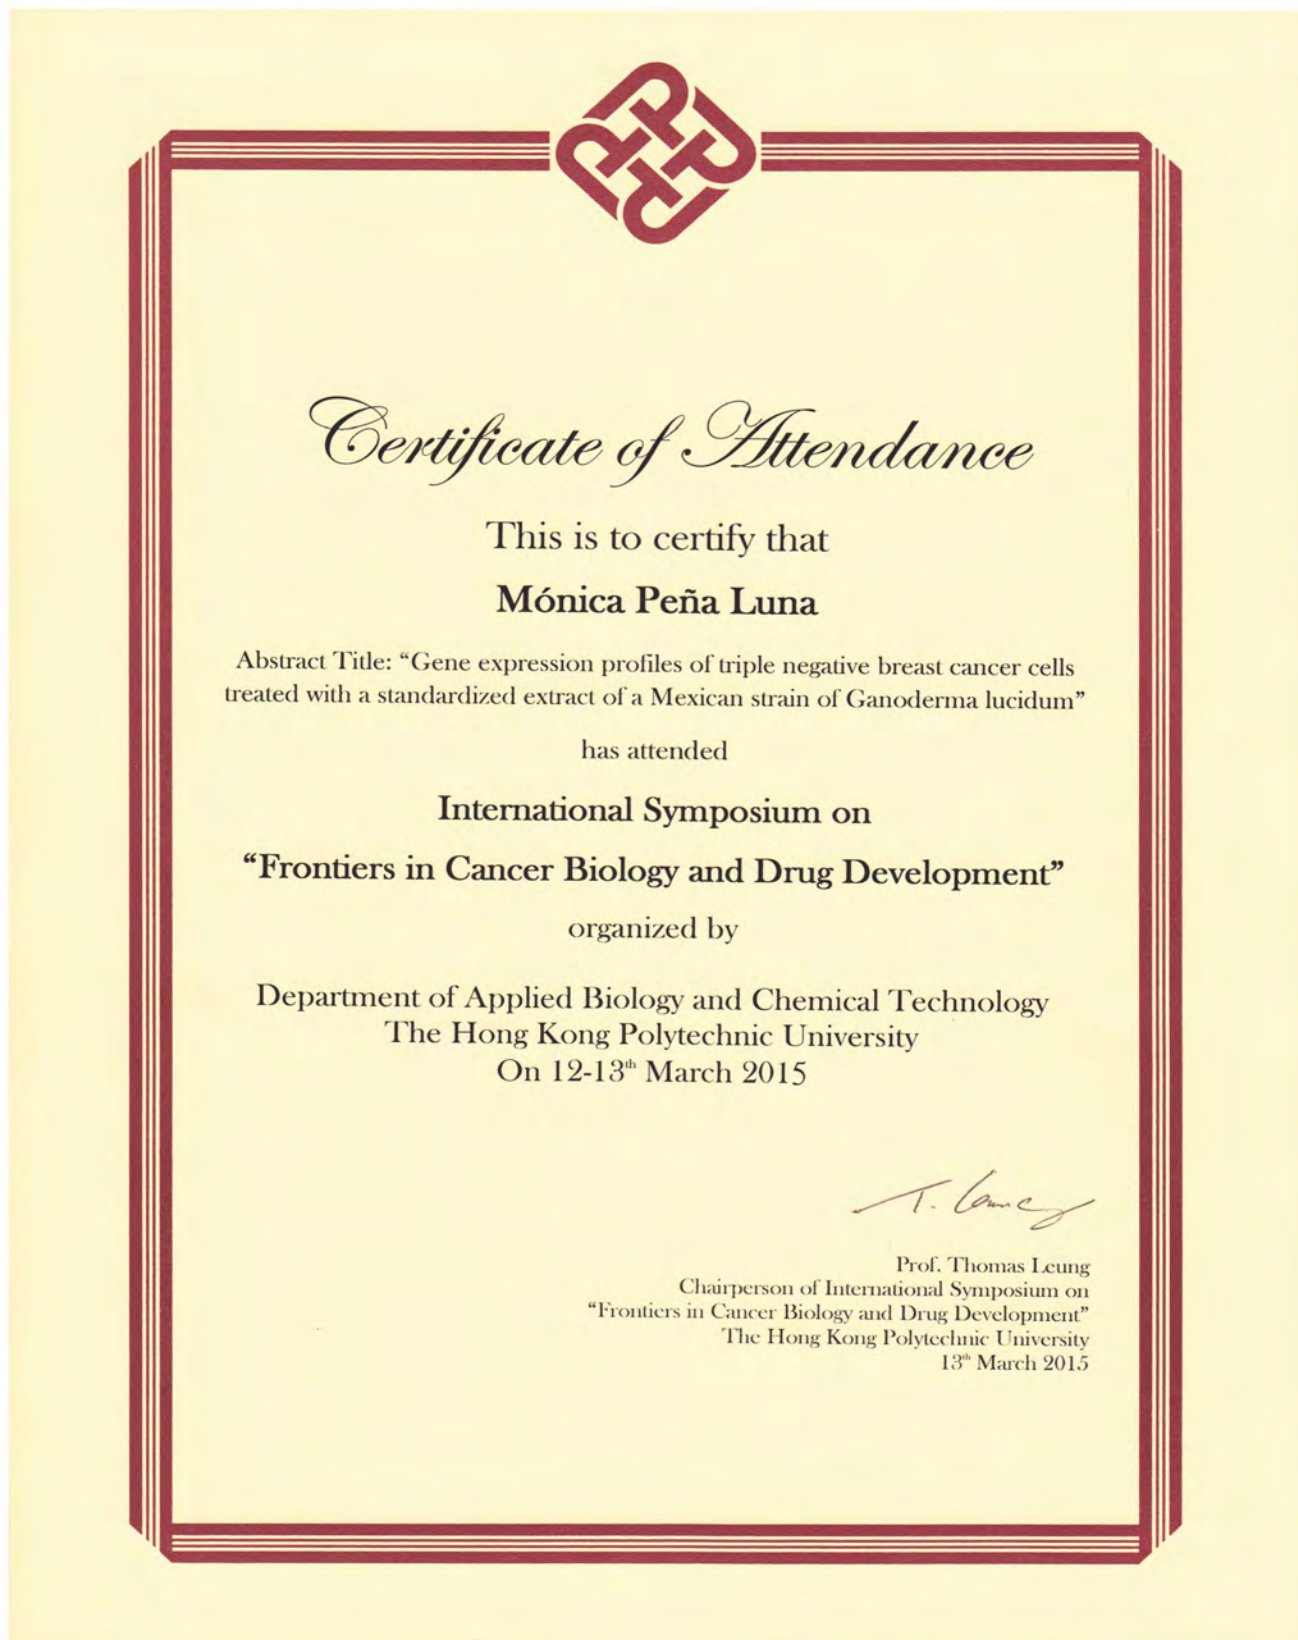 Certificate of Attendance
This is to certify that
Mónica Peña Luna
Abstract Title: “Gene expression profiles of triple negative breast cancer cells
treated with a standardized extract of a Mexican strain of Ganoderma lucidum”
has attended
International Symposium on
“Frontiers in Cancer Biology and Drug Development”
organized by
Department of Applied Biology and Chemical Technology
The Hong Kong Polytechnic University
On 12-13th March 2015
T. Leung
Prof. Thomas Leung
Chairperson of International Symposium on
“Frontiers in Cancer Biology and Drug Development”
The Hong Kong Polytechnic University
13th March 2015